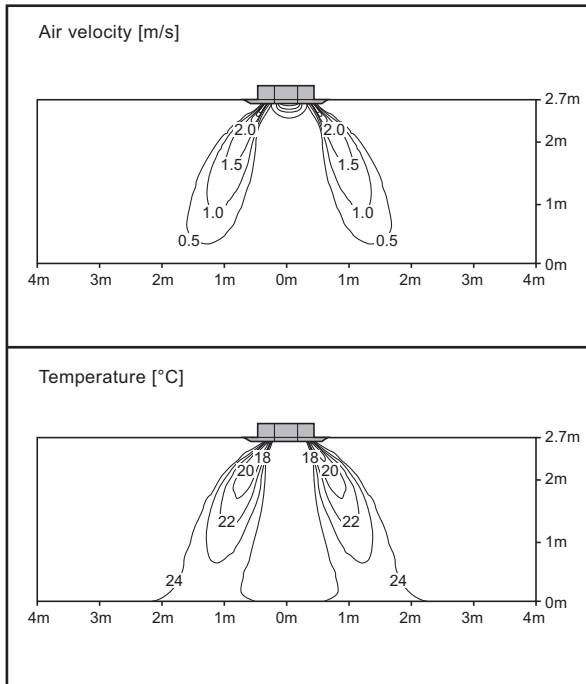 Air velocity [m/s]
2.7m
2.0 2.0
2m
1.5 1.5
1.0 1.0
1m
0.5 0.5
0m
4m 3m 2m 1m 0m 1m 2m 3m 4m
Temperature [°C]
2.7m
18 18
20 20
2m
22 22
1m
24 24
0m
4m 3m 2m 1m 0m 1m 2m 3m 4m